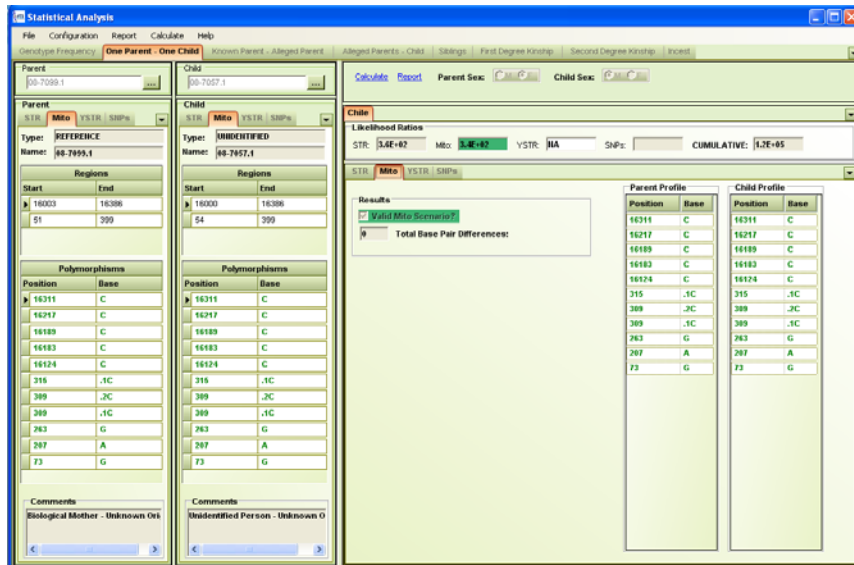 Statistical Analysis
File Configuration Report Calculate Help
Genotype Frequency One Parent - One Child Known Parent - Alleged Parent Alleged Parents - Child Siblings First Degree Kinship Second Degree Kinship Incest
Parent
08-7099.1 ...
Child
08-7057.1 ...
Calculate Report Parent Sex: Child Sex:
Parent
STR Mito YSTR SNPs
Type: REFERENCE
Name: 08-7099.1
Regions
Start End
16003 16386
51 399
Polymorphisms
Position Base
16311 C
16217 C
16189 C
16183 C
16124 C
315 .1C
309 .2C
309 .1C
263 G
207 A
73 G
Comments
Biological Mother - Unknown Ori
Child
STR Mito YSTR SNPs
Type: UNIDENTIFIED
Name: 08-7057.1
Regions
Start End
16000 16386
54 399
Polymorphisms
Position Base
16311 C
16217 C
16189 C
16183 C
16124 C
315 .1C
309 .2C
309 .1C
263 G
207 A
73 G
Comments
Unidentified Person - Unknown O
Chile
Likelihood Ratios
STR: 3.6E+02 Mito: 3.4E+02 YSTR: NA SNPs: CUMULATIVE: 1.2E+05
STR Mito YSTR SNPs
Results
Valid Mito Scenario?
0 Total Base Pair Differences:
Parent Profile
Position Base
16311 C
16217 C
16189 C
16183 C
16124 C
315 .1C
309 .2C
309 .1C
263 G
207 A
73 G
Child Profile
Position Base
16311 C
16217 C
16189 C
16183 C
16124 C
315 .1C
309 .2C
309 .1C
263 G
207 A
73 G